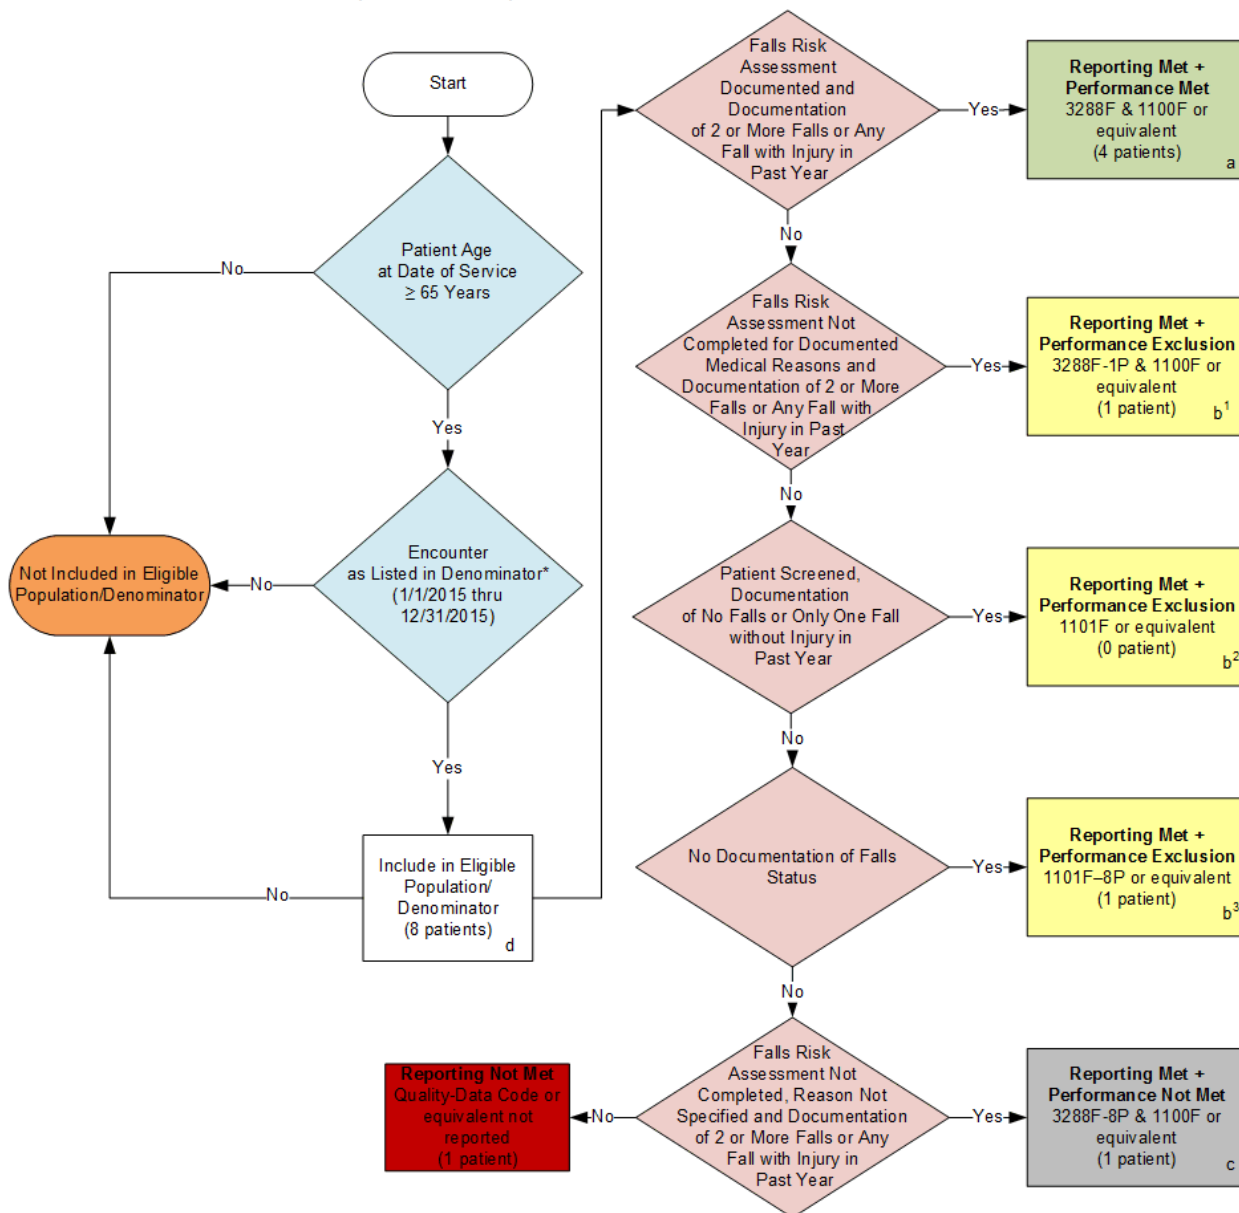 Start
Patient Age
at Date of Service
≥ 65 Years
No
Yes
Encounter
as Listed in Denominator*
(1/1/2015 thru
12/31/2015)
No
Not Included in Eligible
Population/Denominator
Yes
Include in Eligible
Population/
Denominator
(8 patients)
d
No
Falls Risk
Assessment
Documented and
Documentation
of 2 or More Falls or Any
Fall with Injury in
Past Year
Yes
Reporting Met +
Performance Met
3288F & 1100F or
equivalent
(4 patients)
a
No
Falls Risk
Assessment Not
Completed for Documented
Medical Reasons and
Documentation of 2 or More
Falls or Any Fall with
Injury in Past
Year
Yes
Reporting Met +
Performance Exclusion
3288F-1P & 1100F or
equivalent
(1 patient)
b¹
No
Patient Screened,
Documentation
of No Falls or Only One Fall
without Injury in
Past Year
Yes
Reporting Met +
Performance Exclusion
1101F or equivalent
(0 patient)
b²
No
No Documentation of Falls
Status
Yes
Reporting Met +
Performance Exclusion
1101F–8P or equivalent
(1 patient)
b³
No
Falls Risk
Assessment Not
Completed, Reason Not
Specified and Documentation
of 2 or More Falls or Any
Fall with Injury in
Past Year
Yes
Reporting Met +
Performance Not Met
3288F-8P & 1100F or
equivalent
(1 patient)
c
No
Reporting Not Met
Quality-Data Code or
equivalent not
reported
(1 patient)